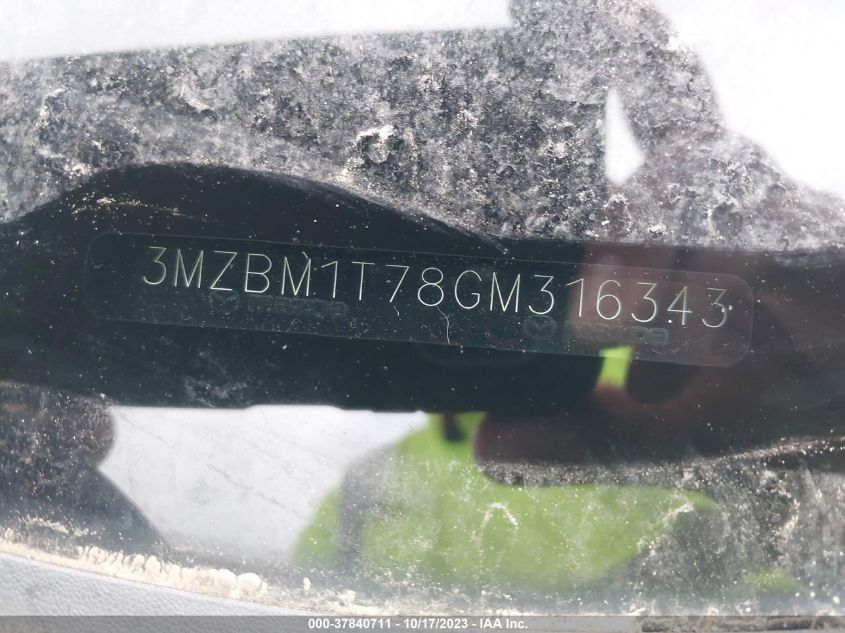 3MZBM1T78GM316343
000-37840711 - 10/17/2023 - IAA Inc.